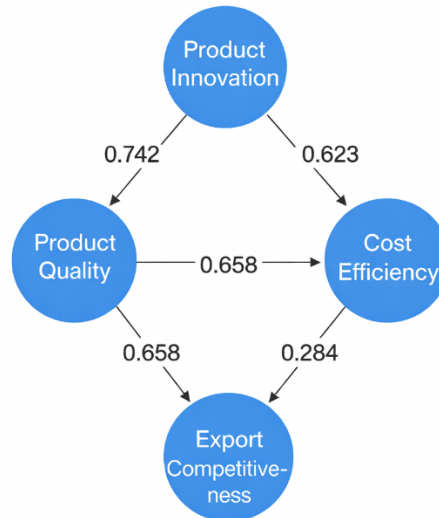 Product
Innovation
0.742
0.623
Product
Quality
0.658
Cost
Efficiency
0.658
0.284
Export
Competitive-
ness